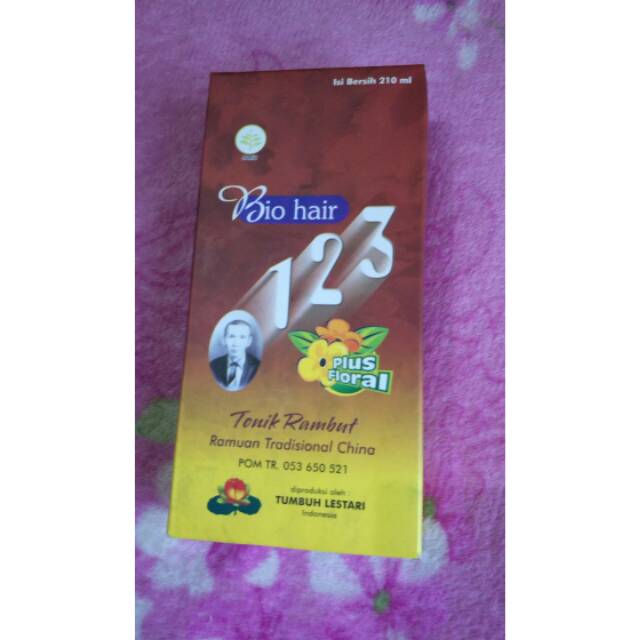 Isi Bersih 210 ml
Bio hair
123
Plus
Floral
Tonik Rambut
Ramuan Tradisional China
POM TR. 053 650 521
diproduksi oleh :
TUMBUH LESTARI
Indonesia